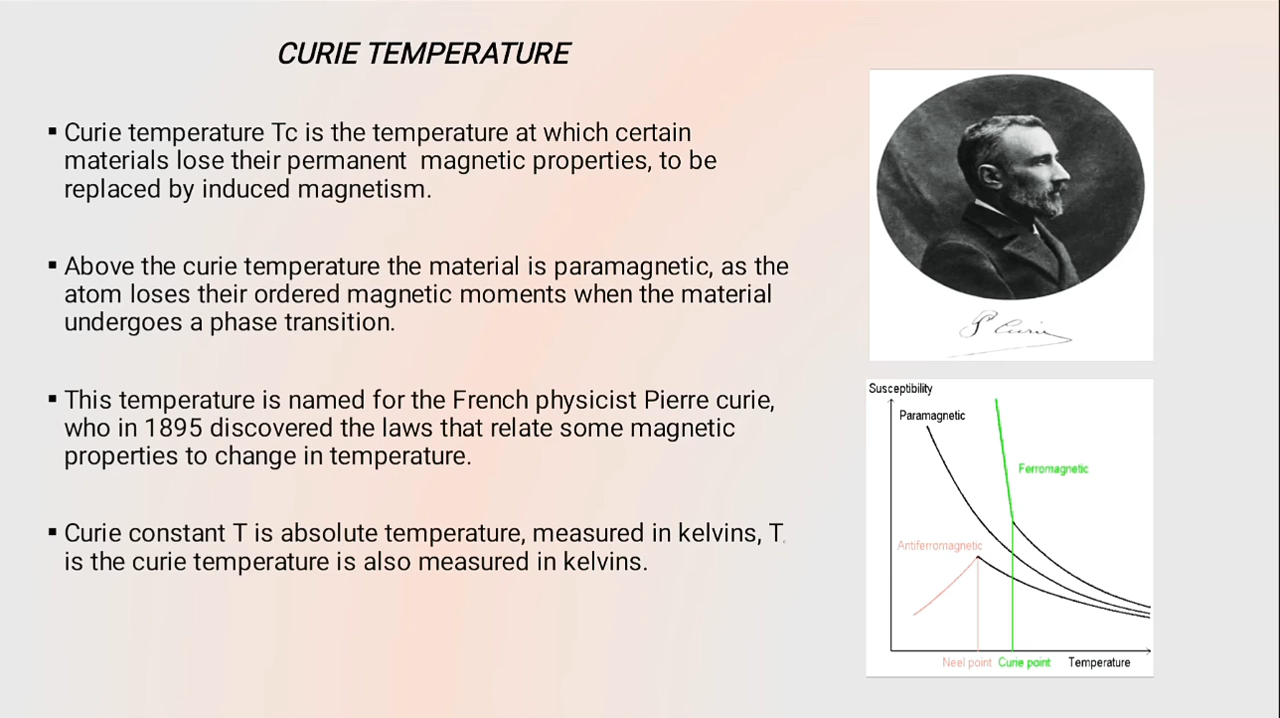 CURIE TEMPERATURE
▪ Curie temperature Tc is the temperature at which certain
materials lose their permanent magnetic properties, to be
replaced by induced magnetism.
▪ Above the curie temperature the material is paramagnetic, as the
atom loses their ordered magnetic moments when the material
undergoes a phase transition.
▪ This temperature is named for the French physicist Pierre curie,
who in 1895 discovered the laws that relate some magnetic
properties to change in temperature.
▪ Curie constant T is absolute temperature, measured in kelvins, T
is the curie temperature is also measured in kelvins.
P Curie
Susceptibility
Paramagnetic
Ferromagnetic
Antiferromagnetic
Neel point Curie point Temperature